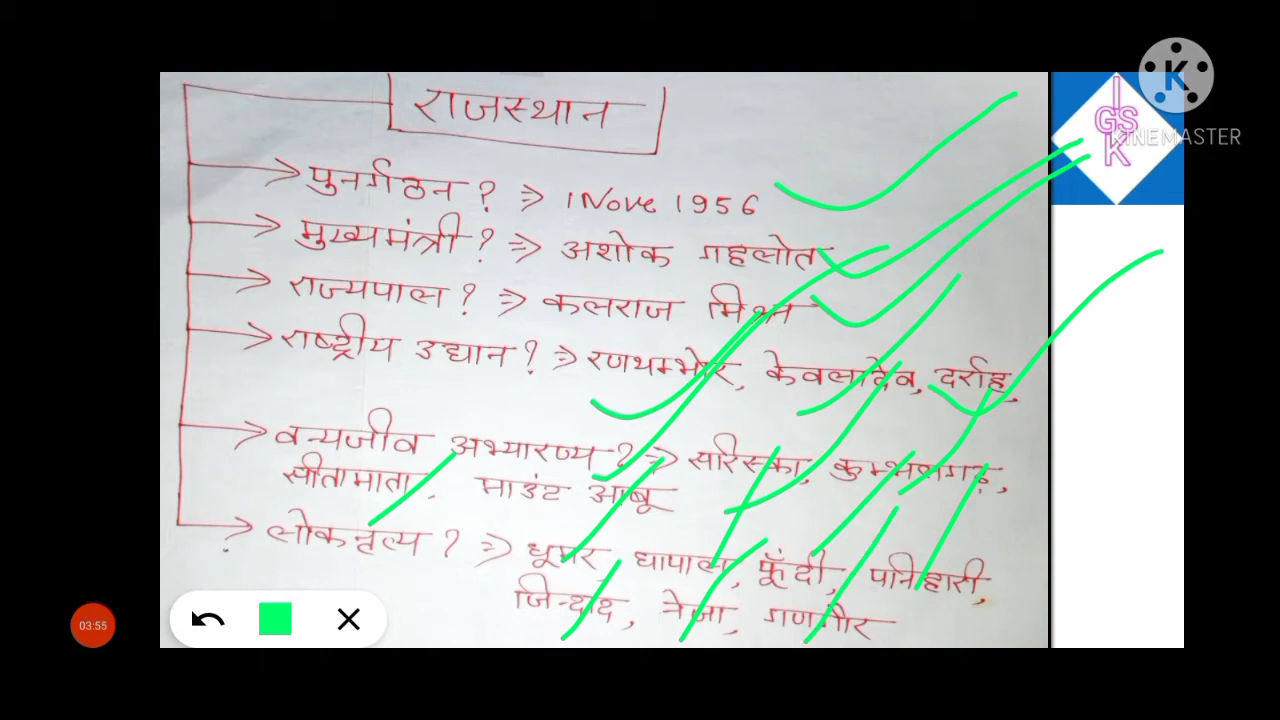 राजस्थान
पुनर्गठन ? ⇒ 1 Nove 1956
मुख्यमंत्री ? ⇒ अशोक गहलोत
राज्यपाल ? ⇒ कलराज मिश्न
राष्ट्रीय उद्यान ? ⇒ रणथम्भोर, केवलादेव, दर्राह,
वन्यजीव अभ्यारण्य ? ⇒ सरिस्का, कुम्भलगढ़,
सीतामाता, माउंट आबू
लोकनृत्य ? ⇒ घूमर धापाल, फूँदी, पनिहारी,
जिन्दाद, नेजा, गणगौर
IGSK
K
KINEMASTER
03:55